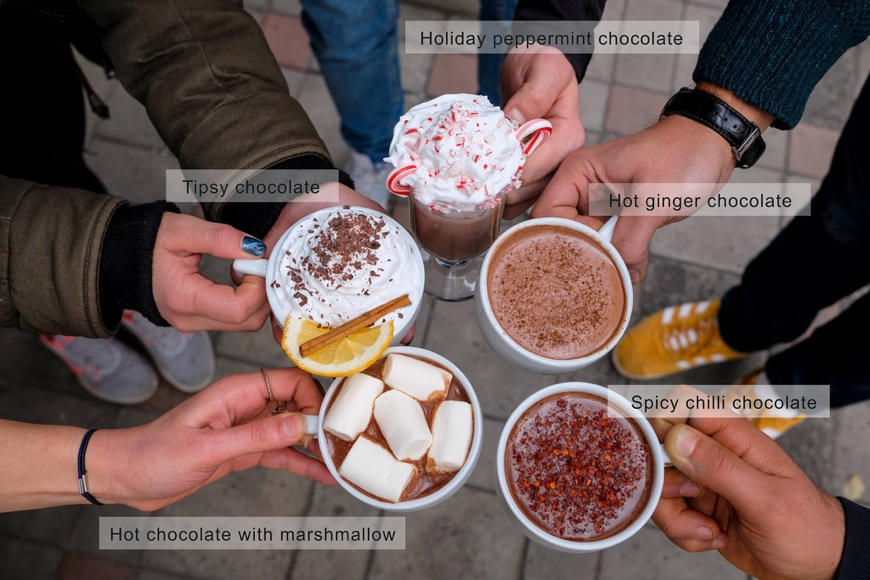 Holiday peppermint chocolate
Tipsy chocolate
Hot ginger chocolate
Spicy chilli chocolate
Hot chocolate with marshmallow